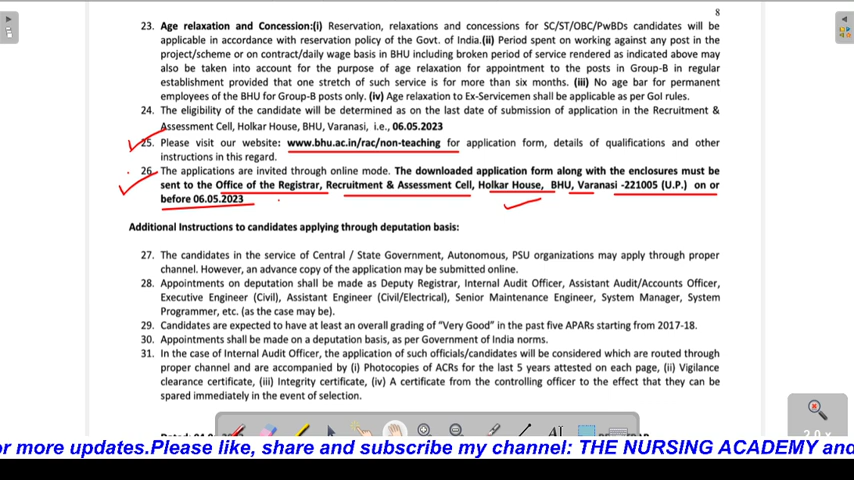 8
23. Age relaxation and Concession:(i) Reservation, relaxations and concessions for SC/ST/OBC/PwBDs candidates will be
applicable in accordance with reservation policy of the Govt. of India.(ii) Period spent on working against any post in the
project/scheme or on contract/daily wage basis in BHU including broken period of service rendered as indicated above may
also be taken into account for the purpose of age relaxation for appointment to the posts in Group-B in regular
establishment provided that one stretch of such service is for more than six months. (iii) No age bar for permanent
employees of the BHU for Group-B posts only. (iv) Age relaxation to Ex-Servicemen shall be applicable as per GoI rules.
24. The eligibility of the candidate will be determined as on the last date of submission of application in the Recruitment &
Assessment Cell, Holkar House, BHU, Varanasi, i.e., 06.05.2023
25. Please visit our website: www.bhu.ac.in/rac/non-teaching for application form, details of qualifications and other
instructions in this regard.
26. The applications are invited through online mode. The downloaded application form along with the enclosures must be
sent to the Office of the Registrar, Recruitment & Assessment Cell, Holkar House, BHU, Varanasi -221005 (U.P.) on or
before 06.05.2023
Additional Instructions to candidates applying through deputation basis:
27. The candidates in the service of Central / State Government, Autonomous, PSU organizations may apply through proper
channel. However, an advance copy of the application may be submitted online.
28. Appointments on deputation shall be made as Deputy Registrar, Internal Audit Officer, Assistant Audit/Accounts Officer,
Executive Engineer (Civil), Assistant Engineer (Civil/Electrical), Senior Maintenance Engineer, System Manager, System
Programmer, etc. (as the case may be).
29. Candidates are expected to have at least an overall grading of "Very Good" in the past five APARs starting from 2017-18.
30. Appointments shall be made on a deputation basis, as per Government of India norms.
31. In the case of Internal Audit Officer, the application of such officials/candidates will be considered which are routed through
proper channel and are accompanied by (i) Photocopies of ACRs for the last 5 years attested on each page, (ii) Vigilance
clearance certificate, (iii) Integrity certificate, (iv) A certificate from the controlling officer to the effect that they can be
spared immediately in the event of selection.
or more updates.Please like, share and subscribe my channel: THE NURSING ACADEMY and